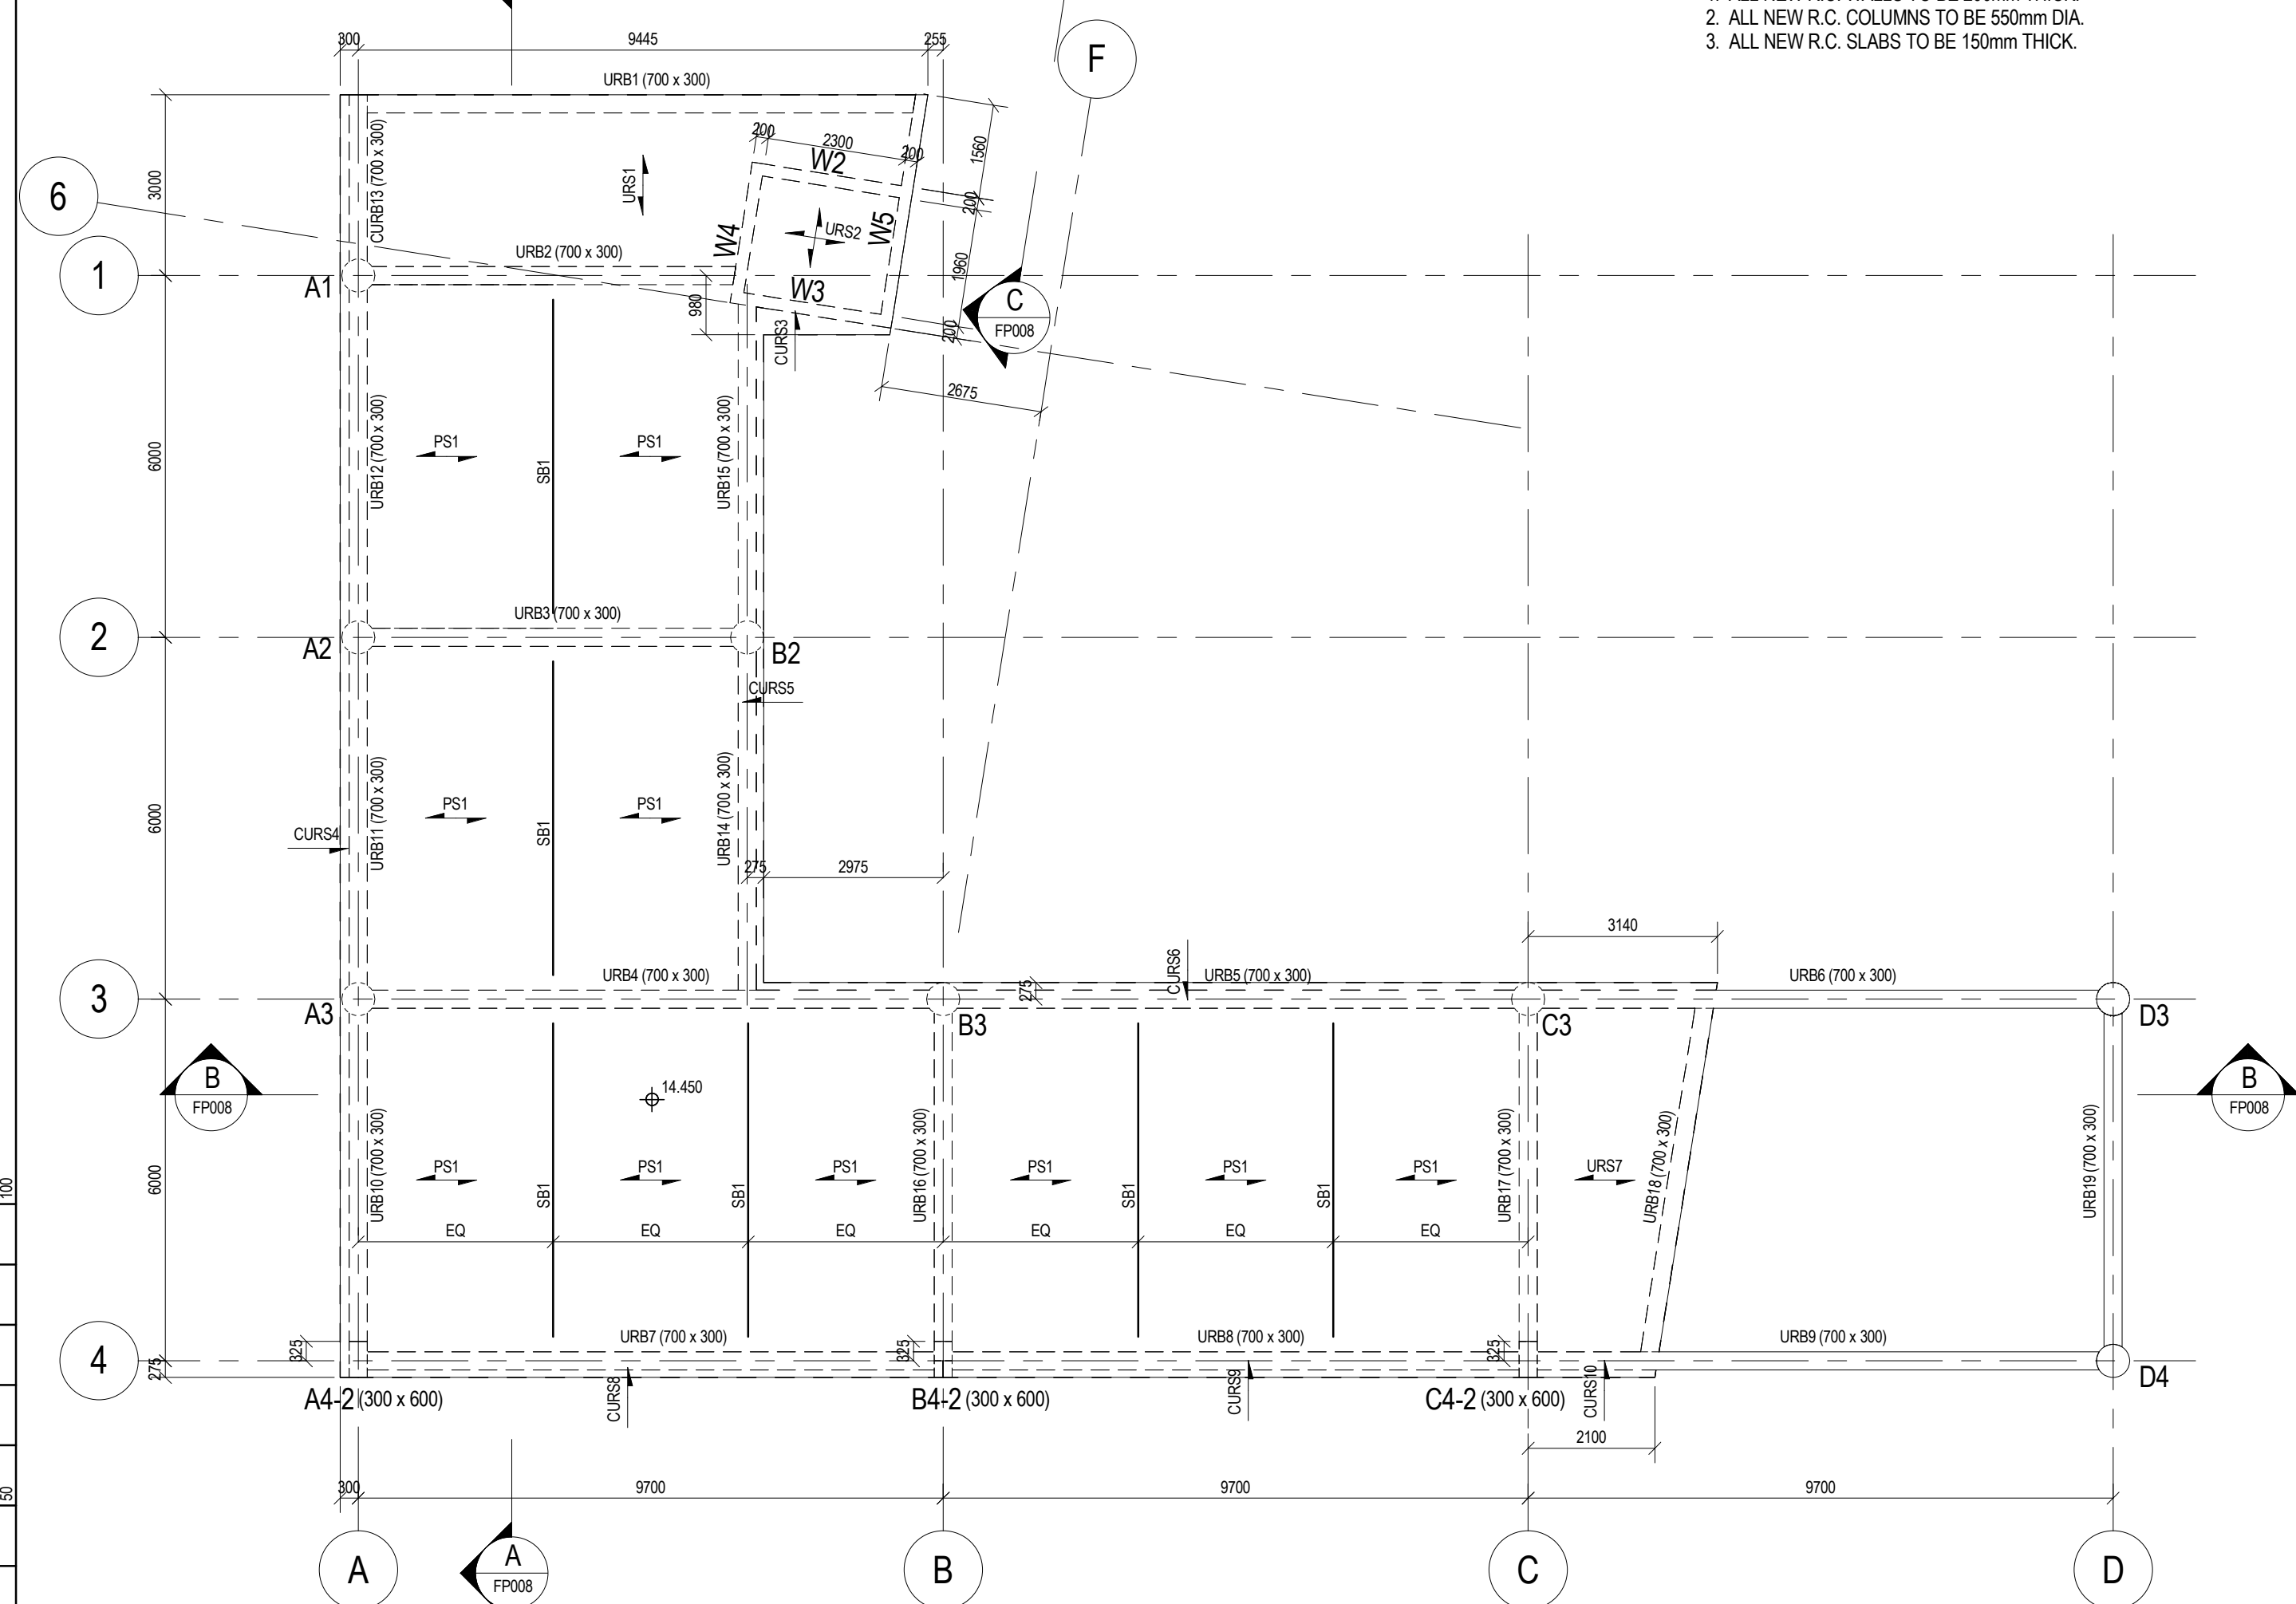 2. ALL NEW R.C. COLUMNS TO BE 550mm DIA.
3. ALL NEW R.C. SLABS TO BE 150mm THICK.
300
9445
255
F
URB1 (700 x 300)
3000
CURB13 (700 x 300)
200
2300
200
W2
1560
6
URS1
200
W4
URS2
W5
URB2 (700 x 300)
1960
1
A1
980
W3
C
FP008
CURS3
200
2675
6000
URB12 (700 x 300)
PS1
SB1
PS1
URB15 (700 x 300)
URB3 (700 x 300)
2
A2
B2
CURS5
6000
CURS4
URB11 (700 x 300)
PS1
SB1
PS1
URB14 (700 x 300)
275
2975
3140
URB4 (700 x 300)
CURS6
URB5 (700 x 300)
URB6 (700 x 300)
275
3
A3
B3
C3
D3
B
FP008
14.450
B
FP008
6000
URB10 (700 x 300)
PS1
SB1
PS1
SB1
PS1
URB16 (700 x 300)
PS1
SB1
PS1
SB1
PS1
URB17 (700 x 300)
URS7
URB18 (700 x 300)
URB19 (700 x 300)
EQ
EQ
EQ
EQ
EQ
EQ
100
URB7 (700 x 300)
URB8 (700 x 300)
URB9 (700 x 300)
325
325
325
4
275
D4
A4-2 (300 x 600)
CURS8
B4-2 (300 x 600)
CURS9
C4-2 (300 x 600)
CURS10
2100
50
300
9700
9700
9700
A
A
FP008
B
C
D